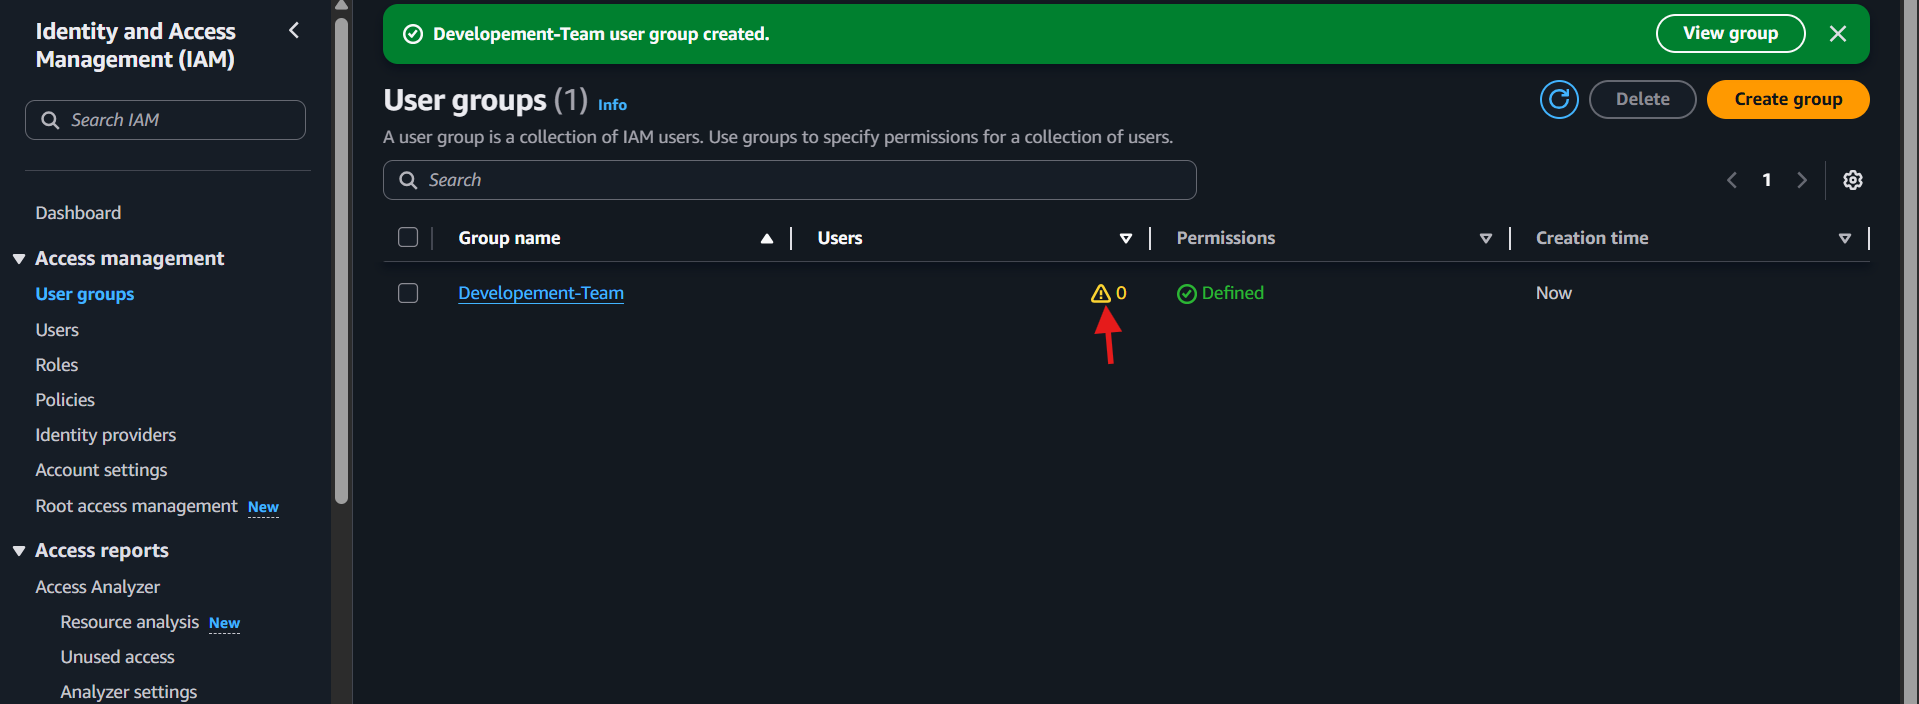 Identity and Access
Management (IAM)
Search IAM
Dashboard
Access management
User groups
Users
Roles
Policies
Identity providers
Account settings
Root access management New
Access reports
Access Analyzer
Resource analysis New
Unused access
Analyzer settings
Developement-Team user group created.
View group
User groups (1) Info
Delete
Create group
A user group is a collection of IAM users. Use groups to specify permissions for a collection of users.
Search
1
Group name Users Permissions Creation time
Developement-Team 0 Defined Now